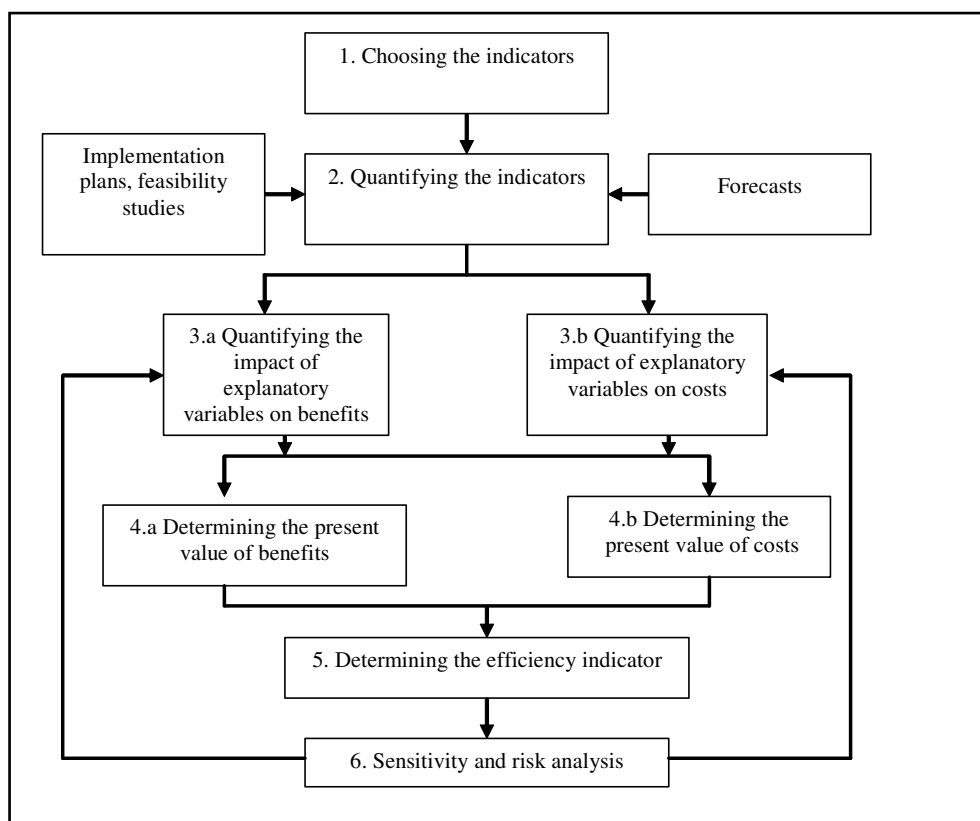 1. Choosing the indicators
Implementation
plans, feasibility
studies
2. Quantifying the indicators
Forecasts
3.a Quantifying the
impact of
explanatory
variables on benefits
3.b Quantifying the
impact of explanatory
variables on costs
4.a Determining the present
value of benefits
4.b Determining the
present value of costs
5. Determining the efficiency indicator
6. Sensitivity and risk analysis